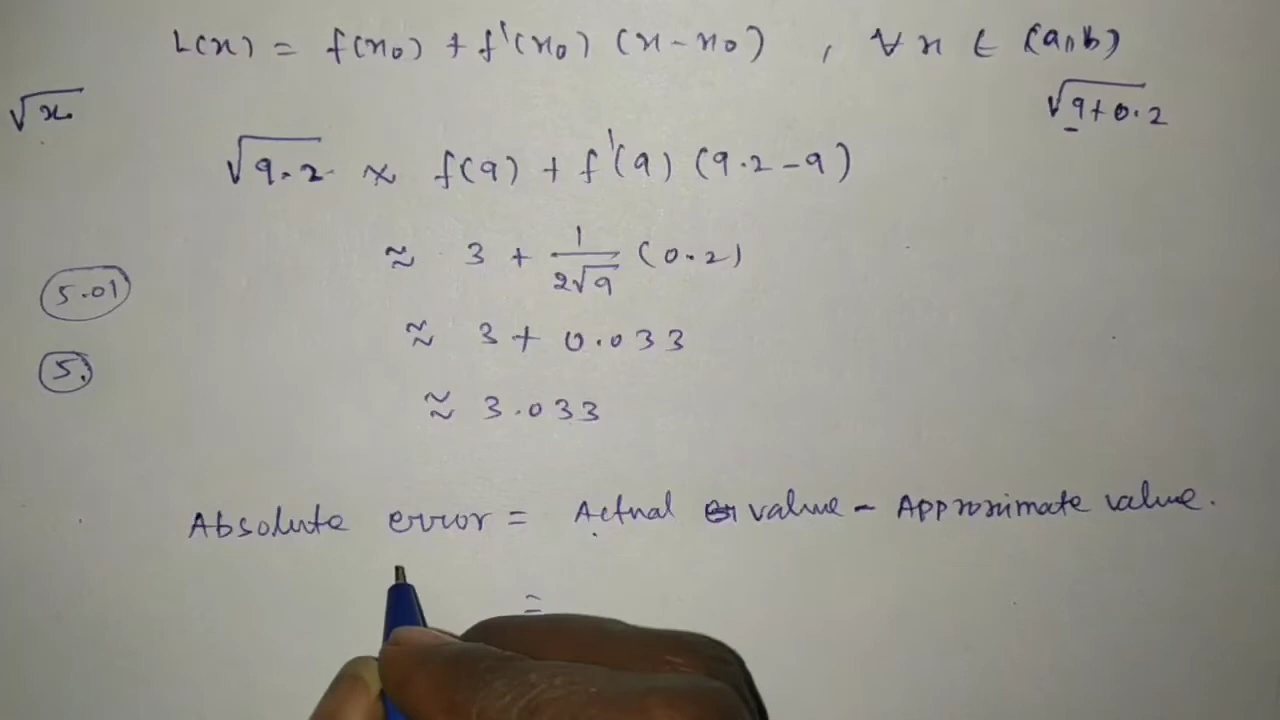 L(x) = f(x₀) + f'(x₀) (x - x₀) , ∀ x ∈ (a, b)
√x
√9+0.2
√9.2 ≈ f(9) + f'(9) (9.2 - 9)
≈ 3 + 1/(2√9) (0.2)
5.01
≈ 3 + 0.033
5.
≈ 3.033
Absolute error = Actual value - Approximate value.
=